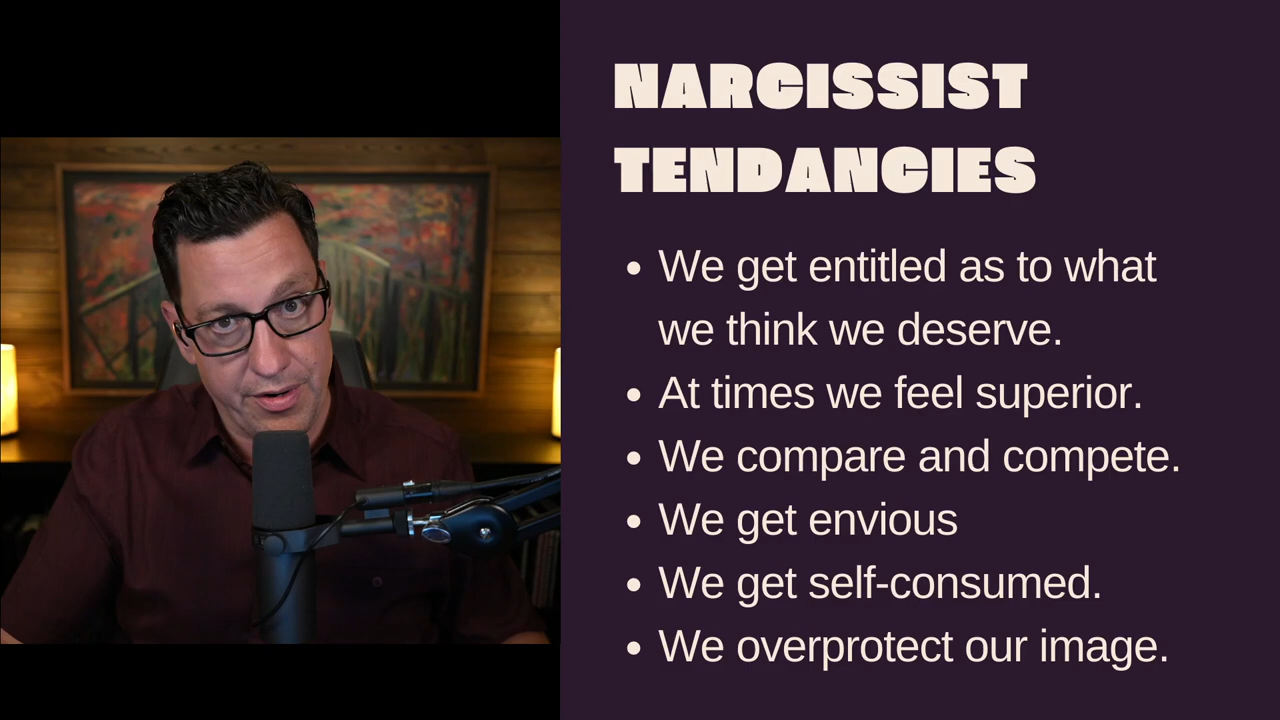 NARCISSIST
TENDANCIES
• We get entitled as to what
we think we deserve.
• At times we feel superior.
• We compare and compete.
• We get envious
• We get self-consumed.
• We overprotect our image.